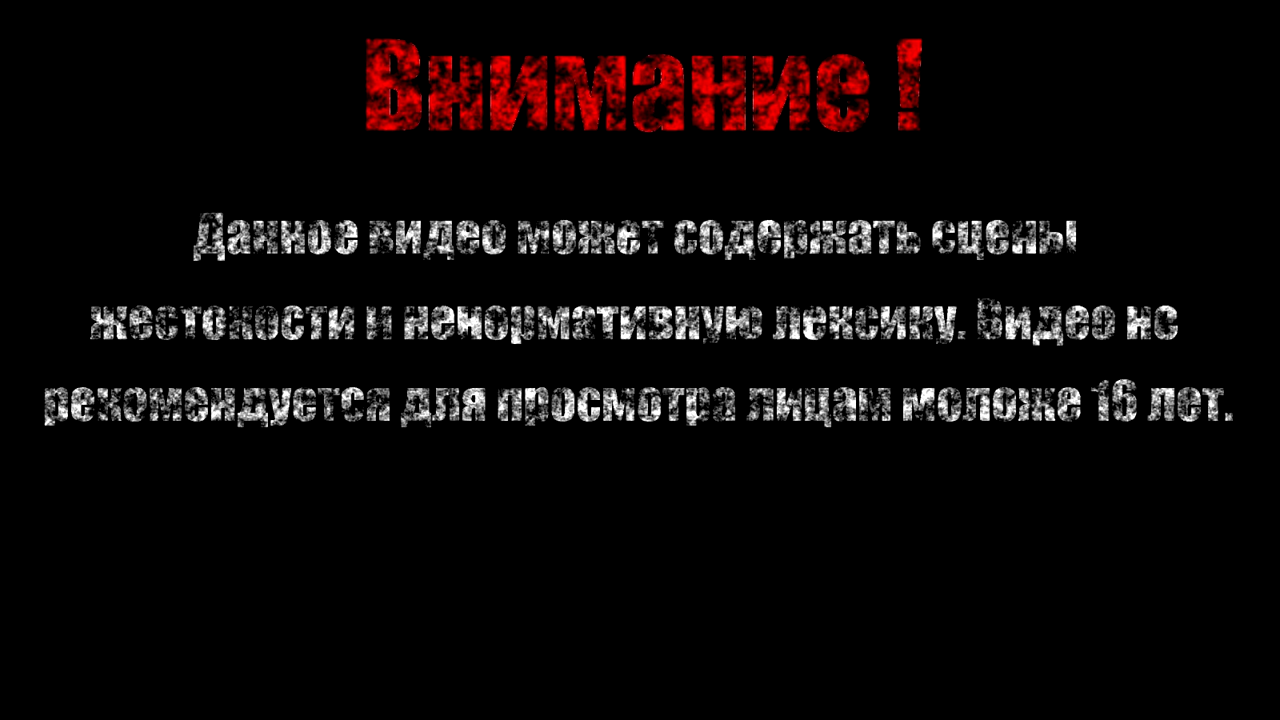 Внимание !
Данное видео может содержать сцены
жестокости и ненормативную лексику. Видео не
рекомендуется для просмотра лицам моложе 16 лет.